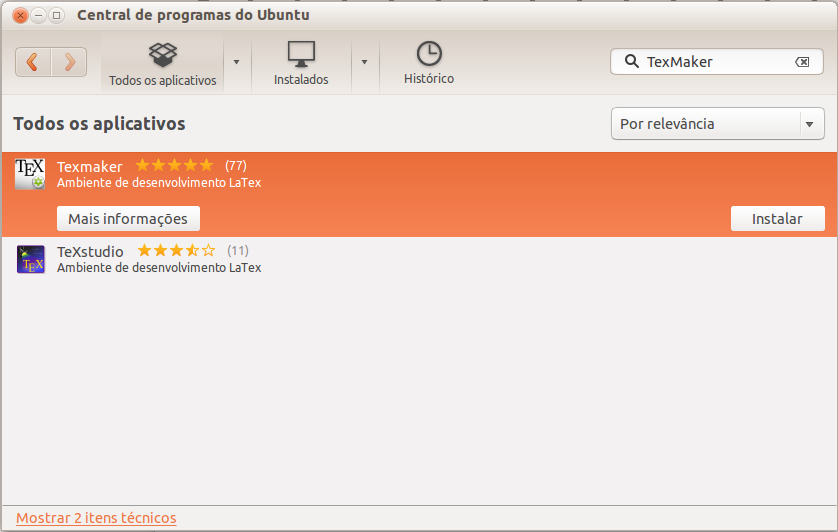 Central de programas do Ubuntu
Todos os aplicativos
Instalados
Histórico
TexMaker
Todos os aplicativos
Por relevância
TEX
Texmaker (77)
Ambiente de desenvolvimento LaTex
Mais informações
Instalar
TEX
TeXstudio (11)
Ambiente de desenvolvimento LaTex
Mostrar 2 itens técnicos